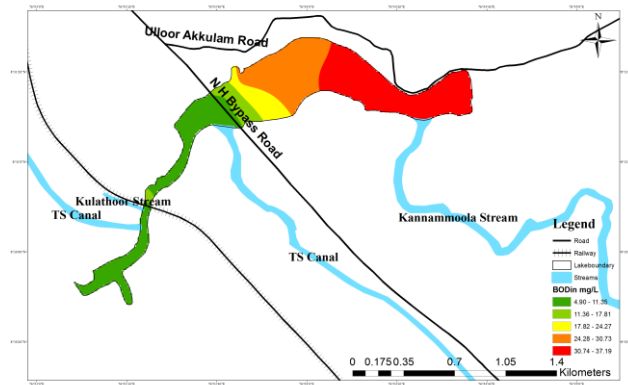 Ulloor Akkulam Road
N
N H Bypass Road
Kulathoor Stream
TS Canal
TS Canal
Kannammoola Stream
Legend
Road
Railway
Lakeboundary
Streams
BODin mg/L
4.90 - 11.35
11.36 - 17.81
17.82 - 24.27
24.28 - 30.73
30.74 - 37.19
0 0.175 0.35 0.7 1.05 1.4
Kilometers